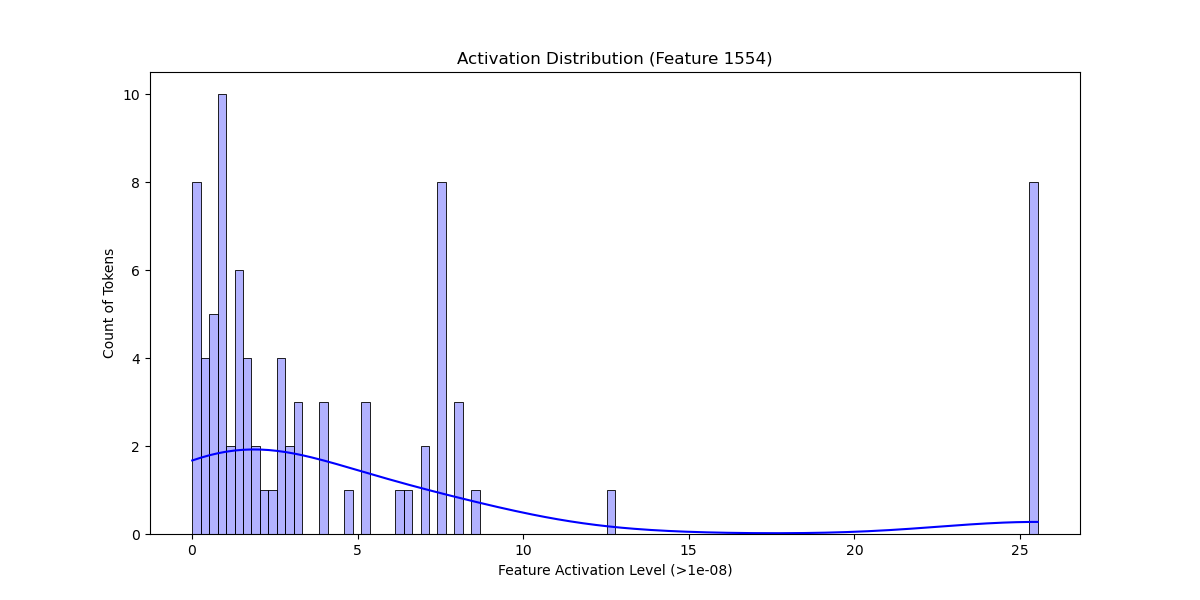 Activation Distribution (Feature 1554)
Count of Tokens
10
8
6
4
2
0
0 5 10 15 20 25
Feature Activation Level (>1e-08)